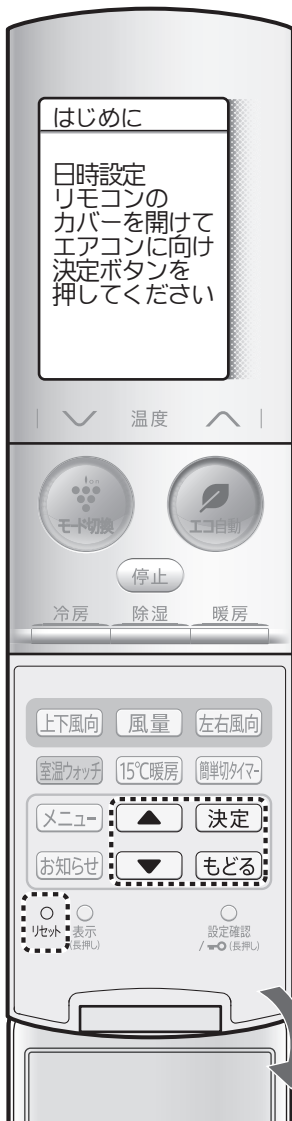 はじめに
日時設定
リモコンの
カバーを開けて
エアコンに向け
決定ボタンを
押してください
温度
ion
モード切換
エコ自動
停止
冷房 除湿 暖房
上下風向 風量 左右風向
室温ウォッチ 15℃暖房 簡単切タイマー
メニュー ▲ 決定
お知らせ ▼ もどる
リセット 表示 (長押し) 設定確認 / (長押し)